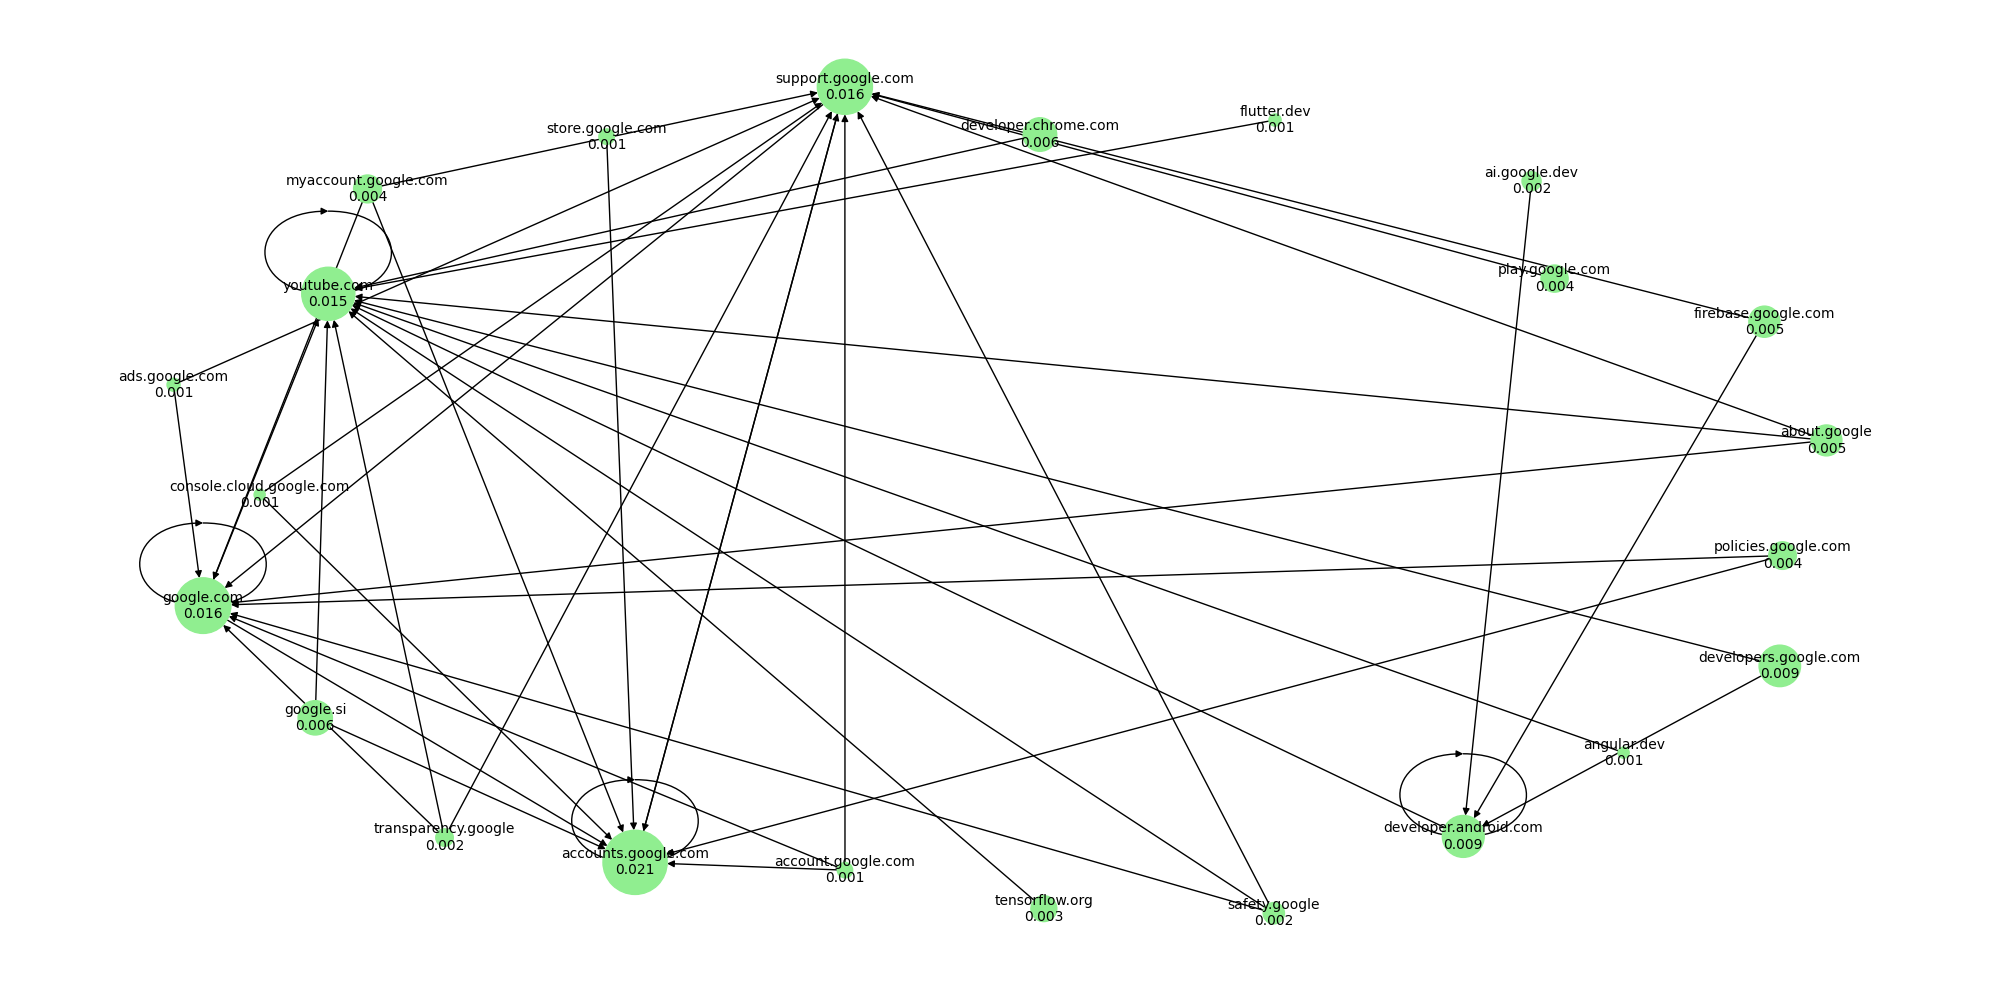 support.google.com
0.016
flutter.dev
0.001
developer.chrome.com
0.006
store.google.com
0.001
ai.google.dev
0.002
myaccount.google.com
0.004
play.google.com
0.004
youtube.com
0.015
firebase.google.com
0.005
ads.google.com
0.001
about.google
0.005
console.cloud.google.com
0.001
policies.google.com
0.004
google.com
0.016
developers.google.com
0.009
google.si
0.006
angular.dev
0.001
transparency.google
0.002
developer.android.com
0.009
accounts.google.com
0.021
account.google.com
0.001
tensorflow.org
0.003
safety.google
0.002